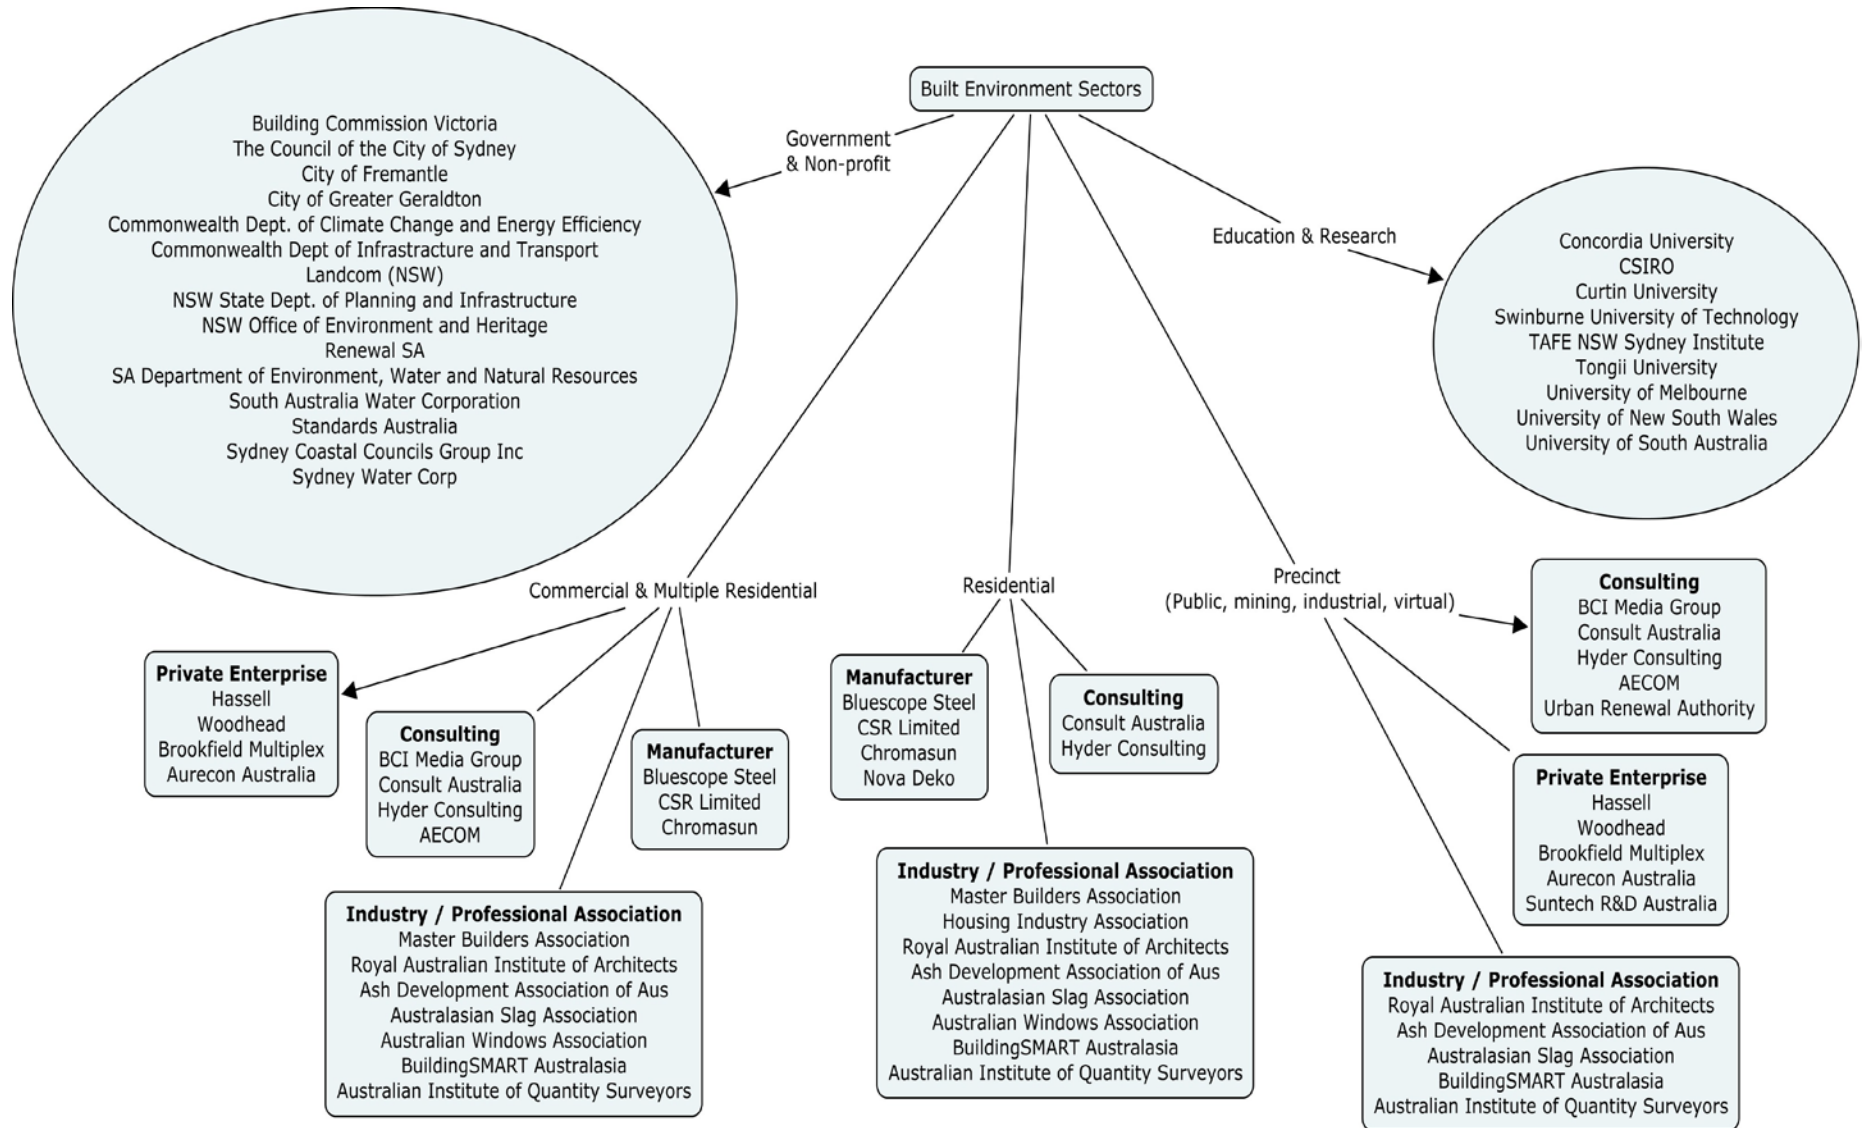 Built Environment Sectors
Government
& Non-profit
Building Commission Victoria
The Council of the City of Sydney
City of Fremantle
City of Greater Geraldton
Commonwealth Dept. of Climate Change and Energy Efficiency
Commonwealth Dept of Infrastracture and Transport
Landcom (NSW)
NSW State Dept. of Planning and Infrastructure
NSW Office of Environment and Heritage
Renewal SA
SA Department of Environment, Water and Natural Resources
South Australia Water Corporation
Standards Australia
Sydney Coastal Councils Group Inc
Sydney Water Corp
Education & Research
Concordia University
CSIRO
Curtin University
Swinburne University of Technology
TAFE NSW Sydney Institute
Tongii University
University of Melbourne
University of New South Wales
University of South Australia
Commercial & Multiple Residential
Private Enterprise
Hassell
Woodhead
Brookfield Multiplex
Aurecon Australia
Consulting
BCI Media Group
Consult Australia
Hyder Consulting
AECOM
Manufacturer
Bluescope Steel
CSR Limited
Chromasun
Industry / Professional Association
Master Builders Association
Royal Australian Institute of Architects
Ash Development Association of Aus
Australasian Slag Association
Australian Windows Association
BuildingSMART Australasia
Australian Institute of Quantity Surveyors
Residential
Manufacturer
Bluescope Steel
CSR Limited
Chromasun
Nova Deko
Consulting
Consult Australia
Hyder Consulting
Industry / Professional Association
Master Builders Association
Housing Industry Association
Royal Australian Institute of Architects
Ash Development Association of Aus
Australasian Slag Association
Australian Windows Association
BuildingSMART Australasia
Australian Institute of Quantity Surveyors
Precinct
(Public, mining, industrial, virtual)
Consulting
BCI Media Group
Consult Australia
Hyder Consulting
AECOM
Urban Renewal Authority
Private Enterprise
Hassell
Woodhead
Brookfield Multiplex
Aurecon Australia
Suntech R&D Australia
Industry / Professional Association
Royal Australian Institute of Architects
Ash Development Association of Aus
Australasian Slag Association
BuildingSMART Australasia
Australian Institute of Quantity Surveyors